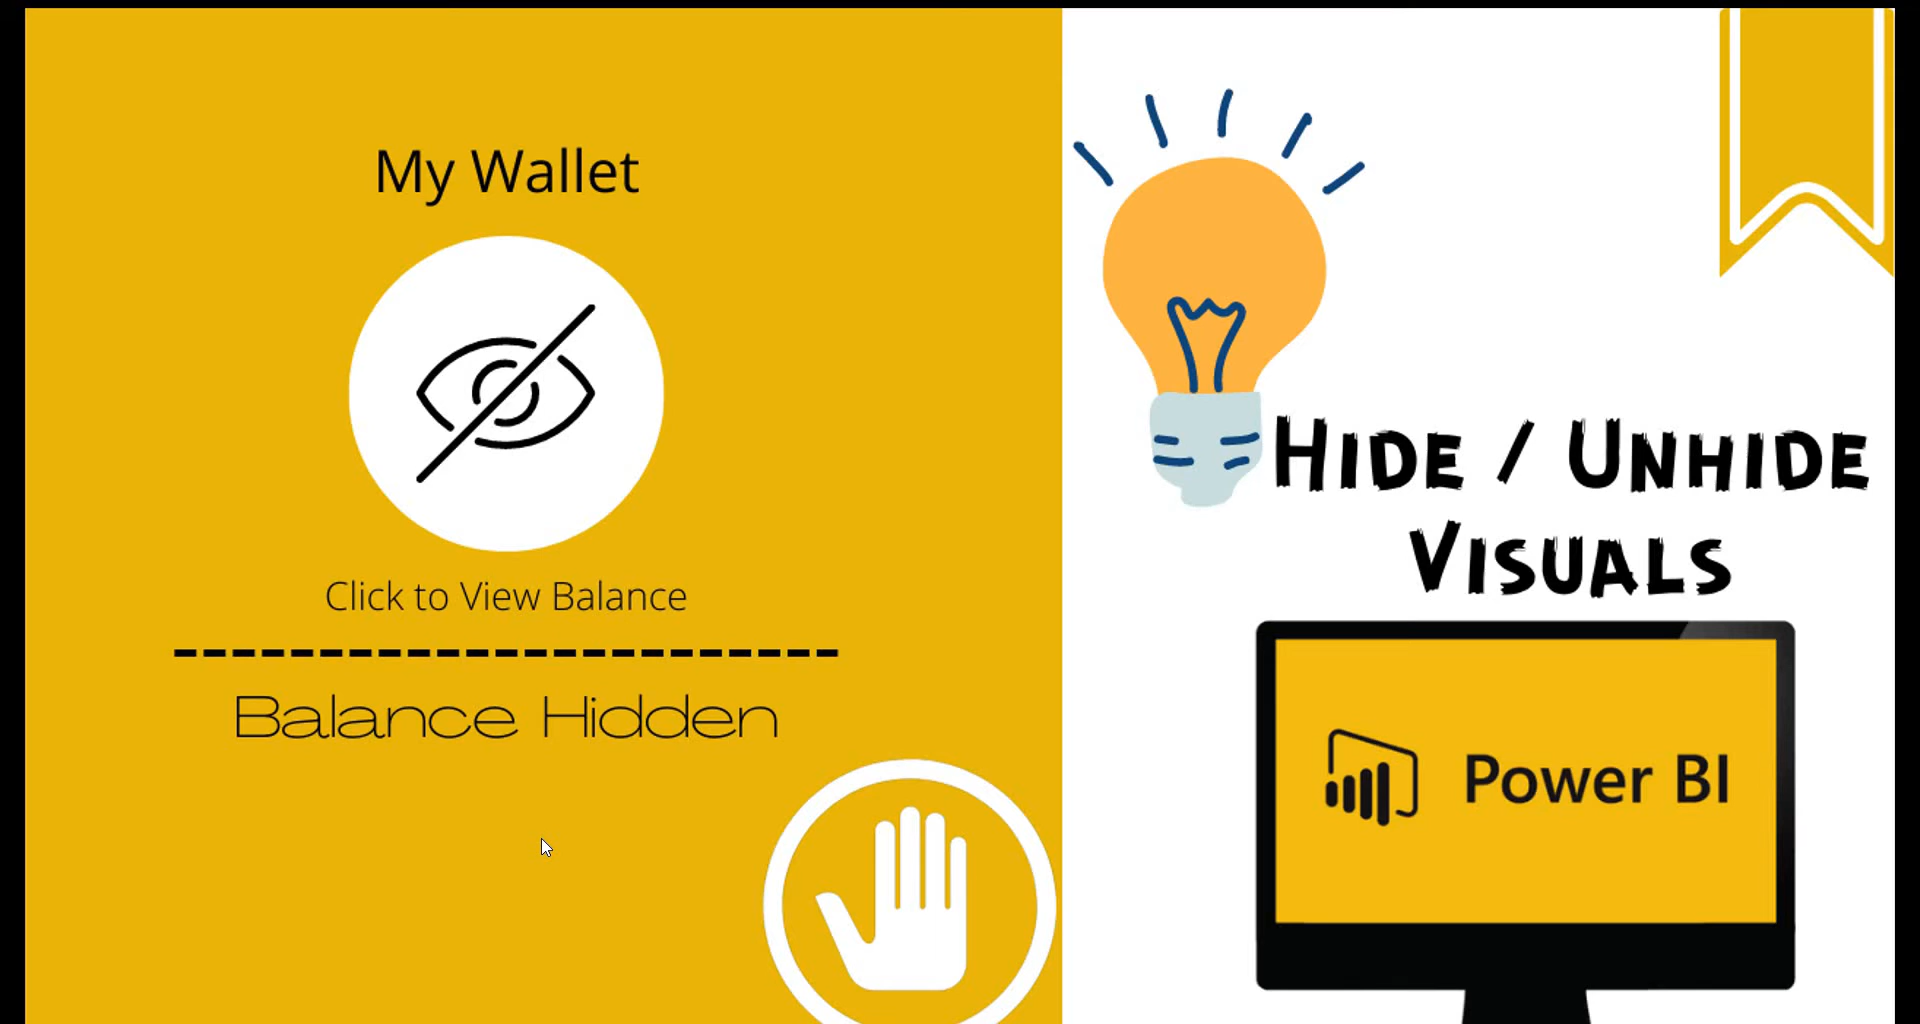 My Wallet
Click to View Balance
Balance Hidden
HIDE / UNHIDE
VISUALS
Power BI